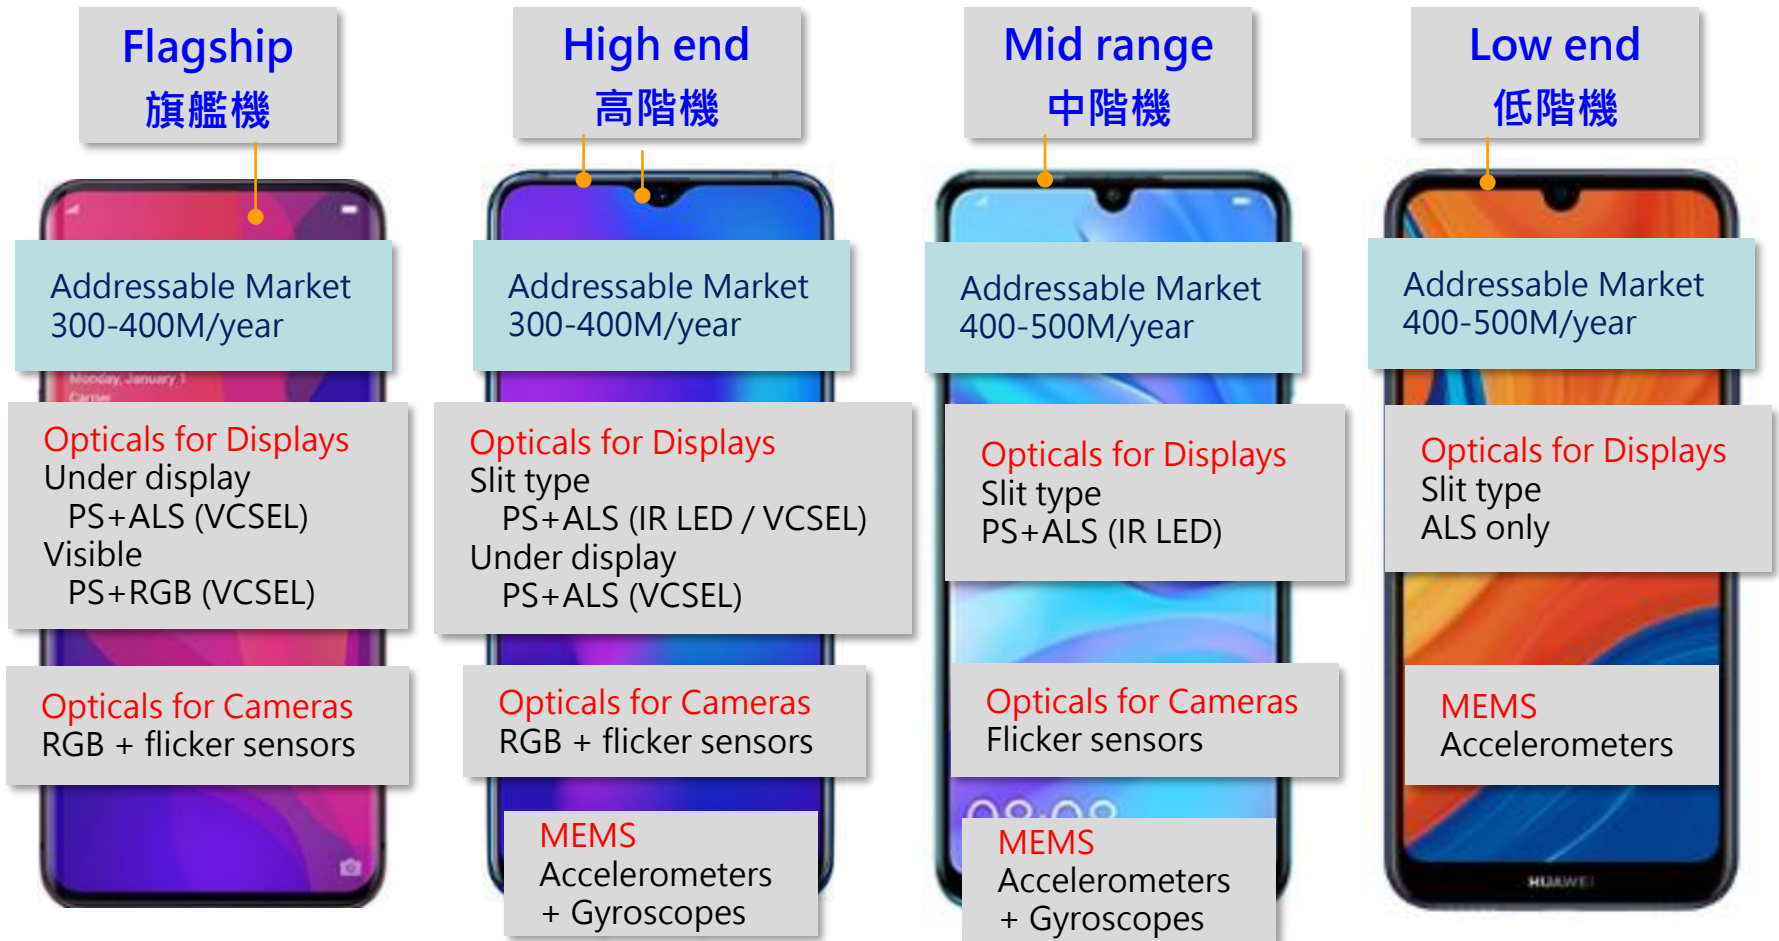 Flagship
旗艦機
High end
高階機
Mid range
中階機
Low end
低階機
Addressable Market
300-400M/year
Addressable Market
300-400M/year
Addressable Market
400-500M/year
Addressable Market
400-500M/year
Monday, January 1
Carrier
Opticals for Displays
Under display
PS+ALS (VCSEL)
Visible
PS+RGB (VCSEL)
Opticals for Displays
Slit type
PS+ALS (IR LED / VCSEL)
Under display
PS+ALS (VCSEL)
Opticals for Displays
Slit type
PS+ALS (IR LED)
Opticals for Displays
Slit type
ALS only
Opticals for Cameras
RGB + flicker sensors
Opticals for Cameras
RGB + flicker sensors
Opticals for Cameras
Flicker sensors
MEMS
Accelerometers
MEMS
Accelerometers
+ Gyroscopes
MEMS
Accelerometers
+ Gyroscopes
HUAWEI